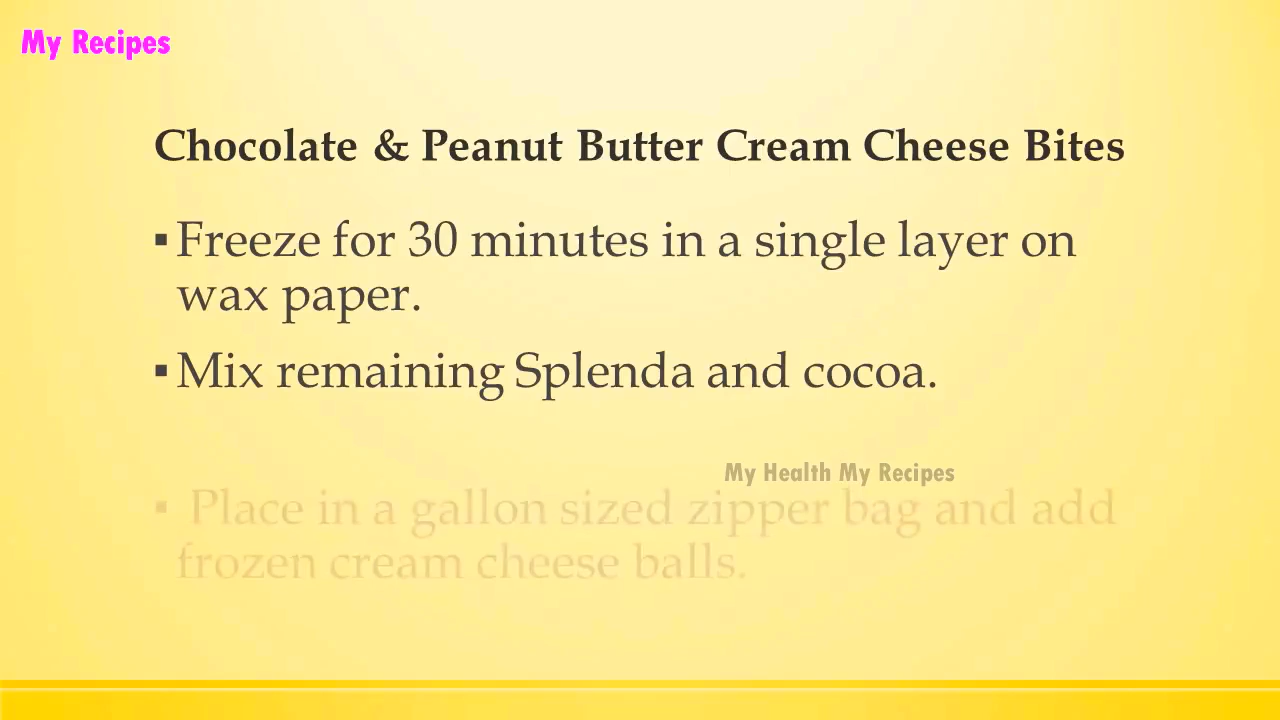 My Recipes
Chocolate & Peanut Butter Cream Cheese Bites
▪ Freeze for 30 minutes in a single layer on
wax paper.
▪ Mix remaining Splenda and cocoa.
My Health My Recipes
▪ Place in a gallon sized zipper bag and add
frozen cream cheese balls.